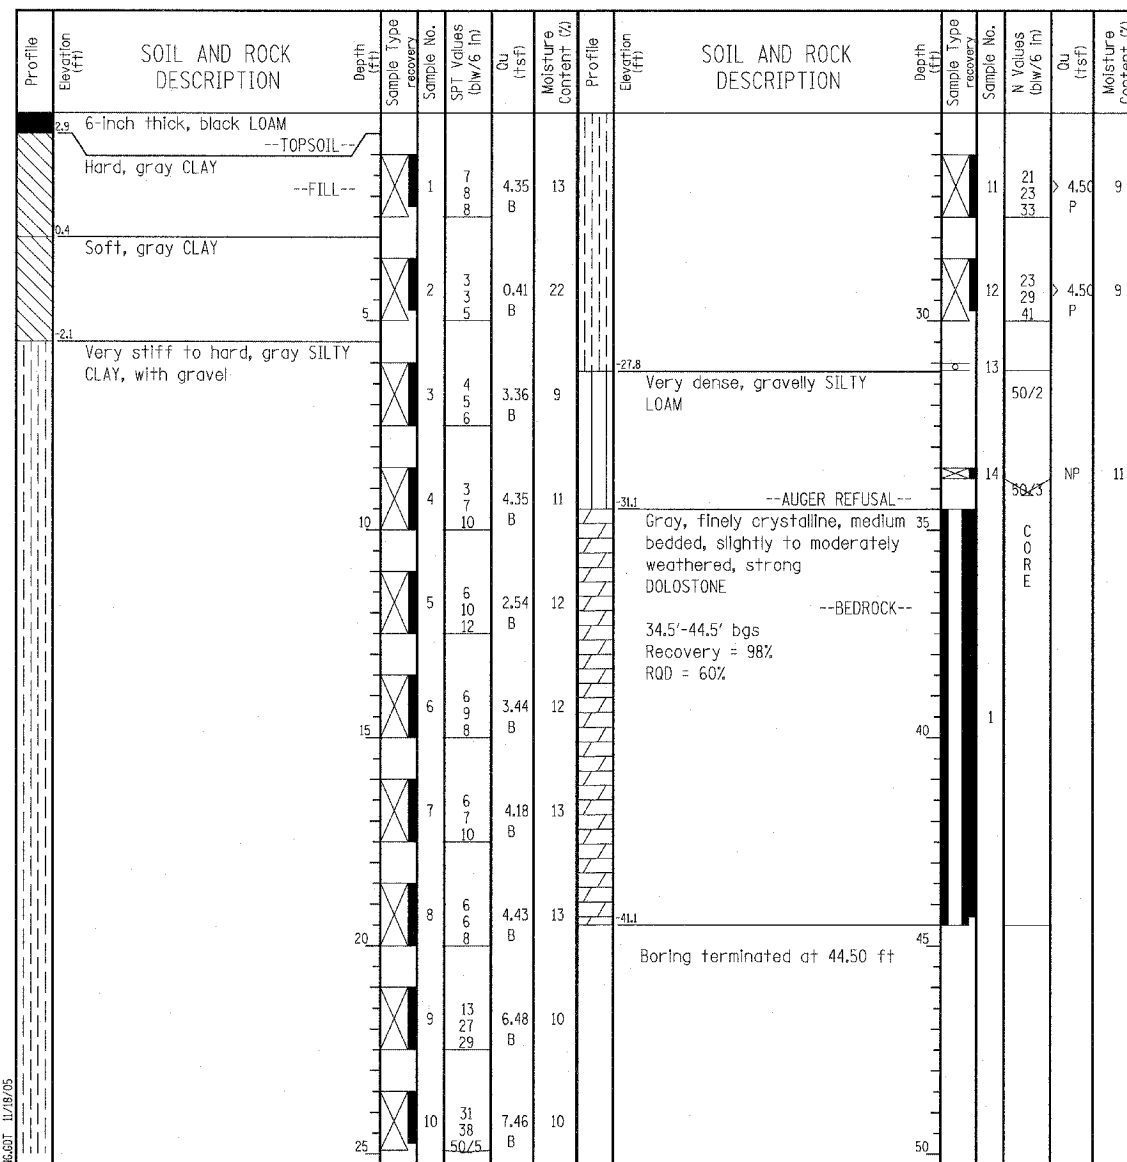 Profile
Elevation (ft)
SOIL AND ROCK
DESCRIPTION
Depth (ft)
Sample Type
recovery
Sample No.
SPT Values
(blw/6 in)
Qu
(tsf)
Moisture
Content (%)
2.9 6-inch thick, black LOAM
--TOPSOIL--
Hard, gray CLAY
--FILL--
1 7 8 8 4.35 B 13
0.4
Soft, gray CLAY
2 3 3 5 0.41 B 22
5
-2.1
Very stiff to hard, gray SILTY
CLAY, with gravel
3 4 5 6 3.36 B 9
4 3 7 10 4.35 B 11
10
5 6 10 12 2.54 B 12
6 6 9 8 3.44 B 12
15
7 6 7 10 4.18 B 13
8 6 6 8 4.43 B 13
20
9 13 27 29 6.48 B 10
10 31 38 50/5 7.46 B 10
25
Profile
Elevation (ft)
SOIL AND ROCK
DESCRIPTION
Depth (ft)
Sample Type
recovery
Sample No.
N Values
(blw/6 in)
Qu
(tsf)
Moisture
Content (%)
11 21 23 33 > 4.50 P 9
12 23 29 41 > 4.50 P 9
30
-27.8
13
Very dense, gravelly SILTY
LOAM
50/2
14 50/3 NP 11
-31.1
--AUGER REFUSAL--
Gray, finely crystalline, medium 35
bedded, slightly to moderately
weathered, strong
DOLOSTONE
--BEDROCK--
34.5'-44.5' bgs
Recovery = 98%
RQD = 60%
CORE
1
40
-41.1
45
Boring terminated at 44.50 ft
50
11/18/05